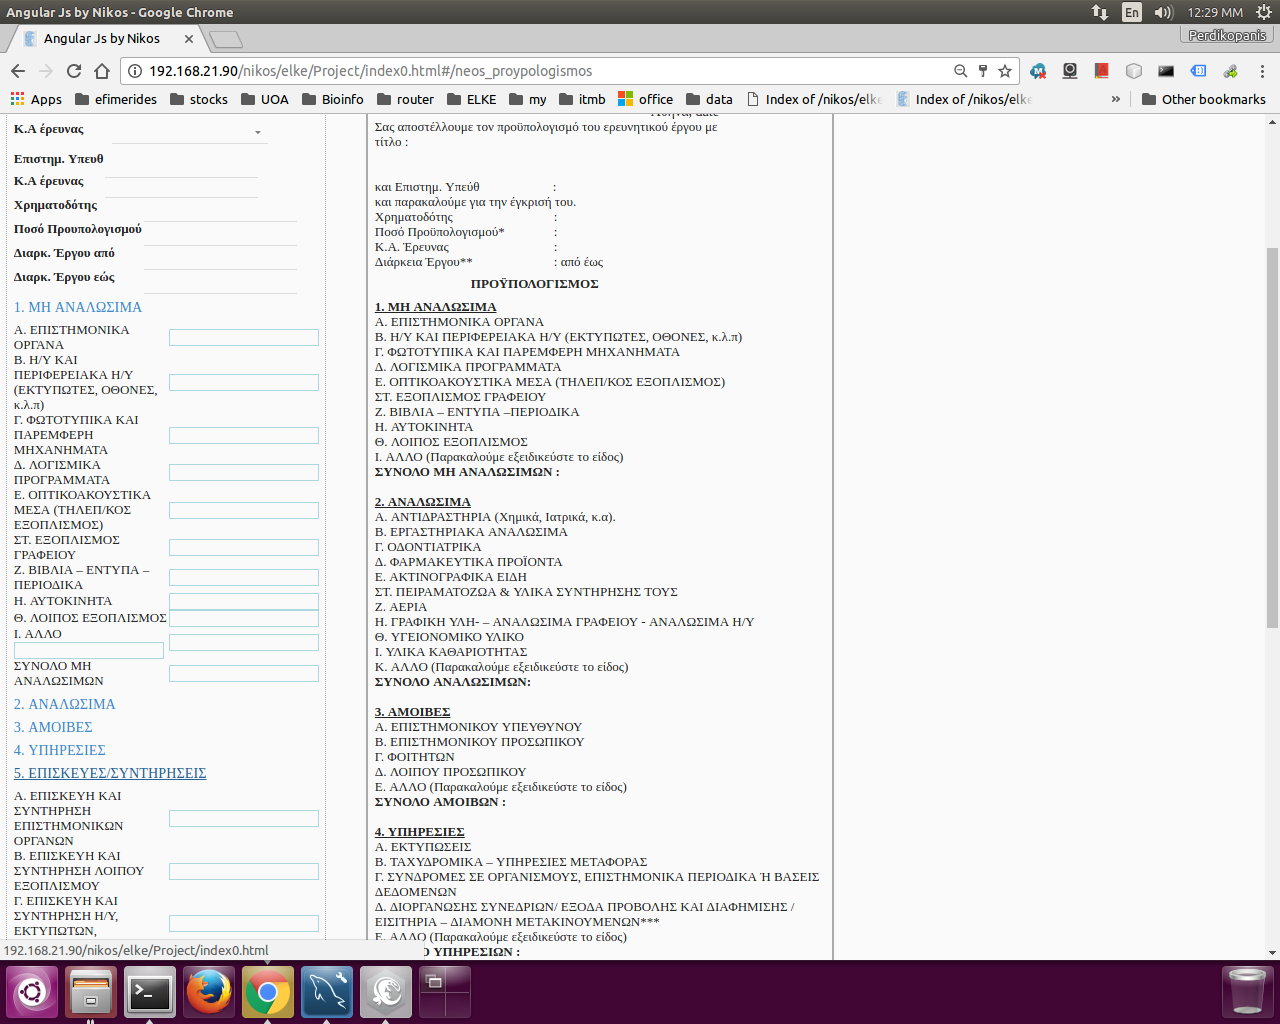 Angular Js by Nikos - Google Chrome
En
12:29 MM
Angular Js by Nikos
Perdikopanis
192.168.21.90/nikos/elke/Project/index0.html#/neos_proypologismos
Apps
efimerides
stocks
UOA
Bioinfo
router
ELKE
my
itmb
office
data
Index of /nikos/elke
Index of /nikos/elke
»
Other bookmarks
Κ.Α έρευνας
Επιστημ. Υπευθ
Κ.Α έρευνας
Χρηματοδότης
Ποσό Προυπολογισμού
Διαρκ. Έργου από
Διαρκ. Έργου εώς
1. ΜΗ ΑΝΑΛΩΣΙΜΑ
Α. ΕΠΙΣΤΗΜΟΝΙΚΑ
ΟΡΓΑΝΑ
Β. Η/Υ ΚΑΙ
ΠΕΡΙΦΕΡΕΙΑΚΑ Η/Υ
(ΕΚΤΥΠΩΤΕΣ, ΟΘΟΝΕΣ,
κ.λ.π)
Γ. ΦΩΤΟΤΥΠΙΚΑ ΚΑΙ
ΠΑΡΕΜΦΕΡΗ
ΜΗΧΑΝΗΜΑΤΑ
Δ. ΛΟΓΙΣΜΙΚΑ
ΠΡΟΓΡΑΜΜΑΤΑ
Ε. ΟΠΤΙΚΟΑΚΟΥΣΤΙΚΑ
ΜΕΣΑ (ΤΗΛΕΠ/ΚΟΣ
ΕΞΟΠΛΙΣΜΟΣ)
ΣΤ. ΕΞΟΠΛΙΣΜΟΣ
ΓΡΑΦΕΙΟΥ
Ζ. ΒΙΒΛΙΑ – ΕΝΤΥΠΑ –
ΠΕΡΙΟΔΙΚΑ
Η. ΑΥΤΟΚΙΝΗΤΑ
Θ. ΛΟΙΠΟΣ ΕΞΟΠΛΙΣΜΟΣ
Ι. ΑΛΛΟ
ΣΥΝΟΛΟ ΜΗ
ΑΝΑΛΩΣΙΜΩΝ
2. ΑΝΑΛΩΣΙΜΑ
3. ΑΜΟΙΒΕΣ
4. ΥΠΗΡΕΣΙΕΣ
5. ΕΠΙΣΚΕΥΕΣ/ΣΥΝΤΗΡΗΣΕΙΣ
Α. ΕΠΙΣΚΕΥΗ ΚΑΙ
ΣΥΝΤΗΡΗΣΗ
ΕΠΙΣΤΗΜΟΝΙΚΩΝ
ΟΡΓΑΝΩΝ
Β. ΕΠΙΣΚΕΥΗ ΚΑΙ
ΣΥΝΤΗΡΗΣΗ ΛΟΙΠΟΥ
ΕΞΟΠΛΙΣΜΟΥ
Γ. ΕΠΙΣΚΕΥΗ ΚΑΙ
ΣΥΝΤΗΡΗΣΗ Η/Υ,
ΕΚΤΥΠΩΤΩΝ,
192.168.21.90/nikos/elke/Project/index0.html
Αθήνα, date
Σας αποστέλλουμε τον προϋπολογισμό του ερευνητικού έργου με
τίτλο :
και Επιστημ. Υπεύθ :
και παρακαλούμε για την έγκρισή του.
Χρηματοδότης :
Ποσό Προϋπολογισμού* :
Κ.Α. Έρευνας :
Διάρκεια Έργου** : από έως
ΠΡΟΫΠΟΛΟΓΙΣΜΟΣ
1. ΜΗ ΑΝΑΛΩΣΙΜΑ
Α. ΕΠΙΣΤΗΜΟΝΙΚΑ ΟΡΓΑΝΑ
Β. Η/Υ ΚΑΙ ΠΕΡΙΦΕΡΕΙΑΚΑ Η/Υ (ΕΚΤΥΠΩΤΕΣ, ΟΘΟΝΕΣ, κ.λ.π)
Γ. ΦΩΤΟΤΥΠΙΚΑ ΚΑΙ ΠΑΡΕΜΦΕΡΗ ΜΗΧΑΝΗΜΑΤΑ
Δ. ΛΟΓΙΣΜΙΚΑ ΠΡΟΓΡΑΜΜΑΤΑ
Ε. ΟΠΤΙΚΟΑΚΟΥΣΤΙΚΑ ΜΕΣΑ (ΤΗΛΕΠ/ΚΟΣ ΕΞΟΠΛΙΣΜΟΣ)
ΣΤ. ΕΞΟΠΛΙΣΜΟΣ ΓΡΑΦΕΙΟΥ
Ζ. ΒΙΒΛΙΑ – ΕΝΤΥΠΑ –ΠΕΡΙΟΔΙΚΑ
Η. ΑΥΤΟΚΙΝΗΤΑ
Θ. ΛΟΙΠΟΣ ΕΞΟΠΛΙΣΜΟΣ
Ι. ΑΛΛΟ (Παρακαλούμε εξειδικεύστε το είδος)
ΣΥΝΟΛΟ ΜΗ ΑΝΑΛΩΣΙΜΩΝ :
2. ΑΝΑΛΩΣΙΜΑ
Α. ΑΝΤΙΔΡΑΣΤΗΡΙΑ (Χημικά, Ιατρικά, κ.α).
Β. ΕΡΓΑΣΤΗΡΙΑΚΑ ΑΝΑΛΩΣΙΜΑ
Γ. ΟΔΟΝΤΙΑΤΡΙΚΑ
Δ. ΦΑΡΜΑΚΕΥΤΙΚΑ ΠΡΟΪΟΝΤΑ
Ε. ΑΚΤΙΝΟΓΡΑΦΙΚΑ ΕΙΔΗ
ΣΤ. ΠΕΙΡΑΜΑΤΟΖΩΑ & ΥΛΙΚΑ ΣΥΝΤΗΡΗΣΗΣ ΤΟΥΣ
Ζ. ΑΕΡΙΑ
Η. ΓΡΑΦΙΚΗ ΥΛΗ- – ΑΝΑΛΩΣΙΜΑ ΓΡΑΦΕΙΟΥ - ΑΝΑΛΩΣΙΜΑ Η/Υ
Θ. ΥΓΕΙΟΝΟΜΙΚΟ ΥΛΙΚΟ
Ι. ΥΛΙΚΑ ΚΑΘΑΡΙΟΤΗΤΑΣ
Κ. ΑΛΛΟ (Παρακαλούμε εξειδικεύστε το είδος)
ΣΥΝΟΛΟ ΑΝΑΛΩΣΙΜΩΝ:
3. ΑΜΟΙΒΕΣ
Α. ΕΠΙΣΤΗΜΟΝΙΚΟΥ ΥΠΕΥΘΥΝΟΥ
Β. ΕΠΙΣΤΗΜΟΝΙΚΟΥ ΠΡΟΣΩΠΙΚΟΥ
Γ. ΦΟΙΤΗΤΩΝ
Δ. ΛΟΙΠΟΥ ΠΡΟΣΩΠΙΚΟΥ
Ε. ΑΛΛΟ (Παρακαλούμε εξειδικεύστε το είδος)
ΣΥΝΟΛΟ ΑΜΟΙΒΩΝ :
4. ΥΠΗΡΕΣΙΕΣ
Α. ΕΚΤΥΠΩΣΕΙΣ
Β. ΤΑΧΥΔΡΟΜΙΚΑ – ΥΠΗΡΕΣΙΕΣ ΜΕΤΑΦΟΡΑΣ
Γ. ΣΥΝΔΡΟΜΕΣ ΣΕ ΟΡΓΑΝΙΣΜΟΥΣ, ΕΠΙΣΤΗΜΟΝΙΚΑ ΠΕΡΙΟΔΙΚΑ Ή ΒΑΣΕΙΣ
ΔΕΔΟΜΕΝΩΝ
Δ. ΔΙΟΡΓΑΝΩΣΗΣ ΣΥΝΕΔΡΙΩΝ/ ΕΞΟΔΑ ΠΡΟΒΟΛΗΣ ΚΑΙ ΔΙΑΦΗΜΙΣΗΣ /
ΕΙΣΙΤΗΡΙΑ – ΔΙΑΜΟΝΗ ΜΕΤΑΚΙΝΟΥΜΕΝΩΝ***
Ε. ΑΛΛΟ (Παρακαλούμε εξειδικεύστε το είδος)
Ο ΥΠΗΡΕΣΙΩΝ :